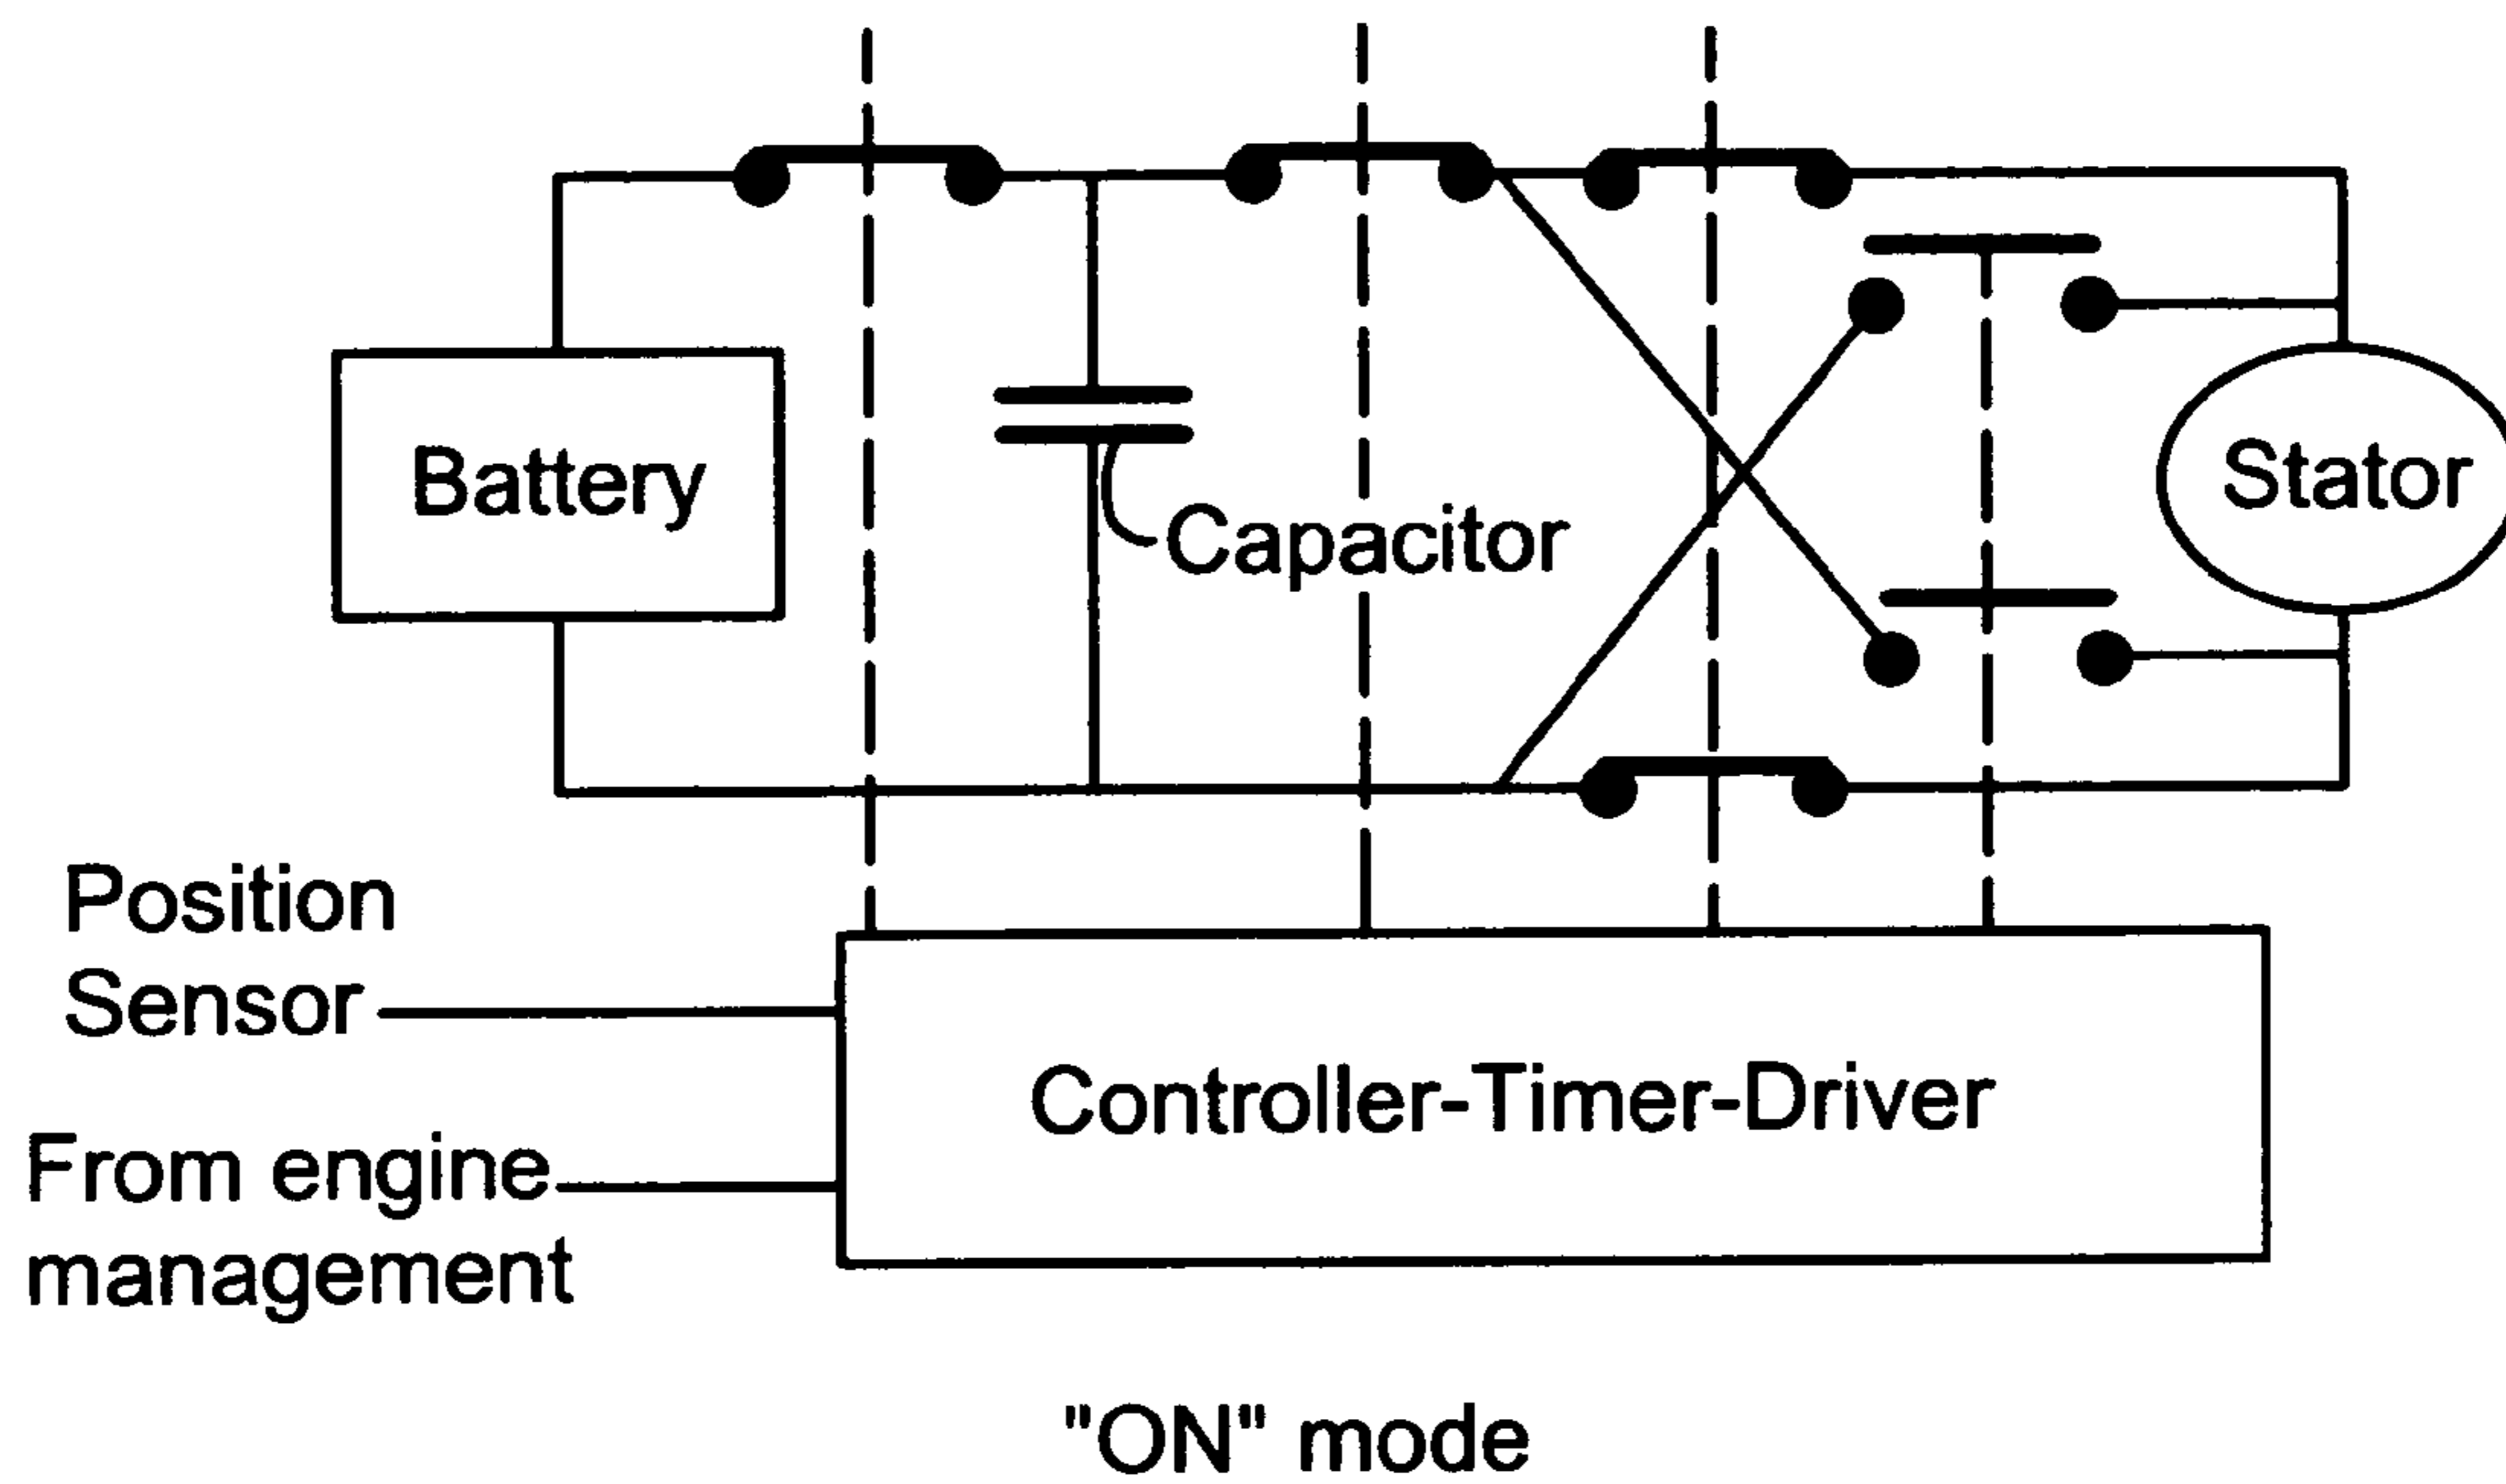 Battery
Stator
Capacitor
Position
Sensor
From engine
management
Controller-Timer-Driver
"ON" mode